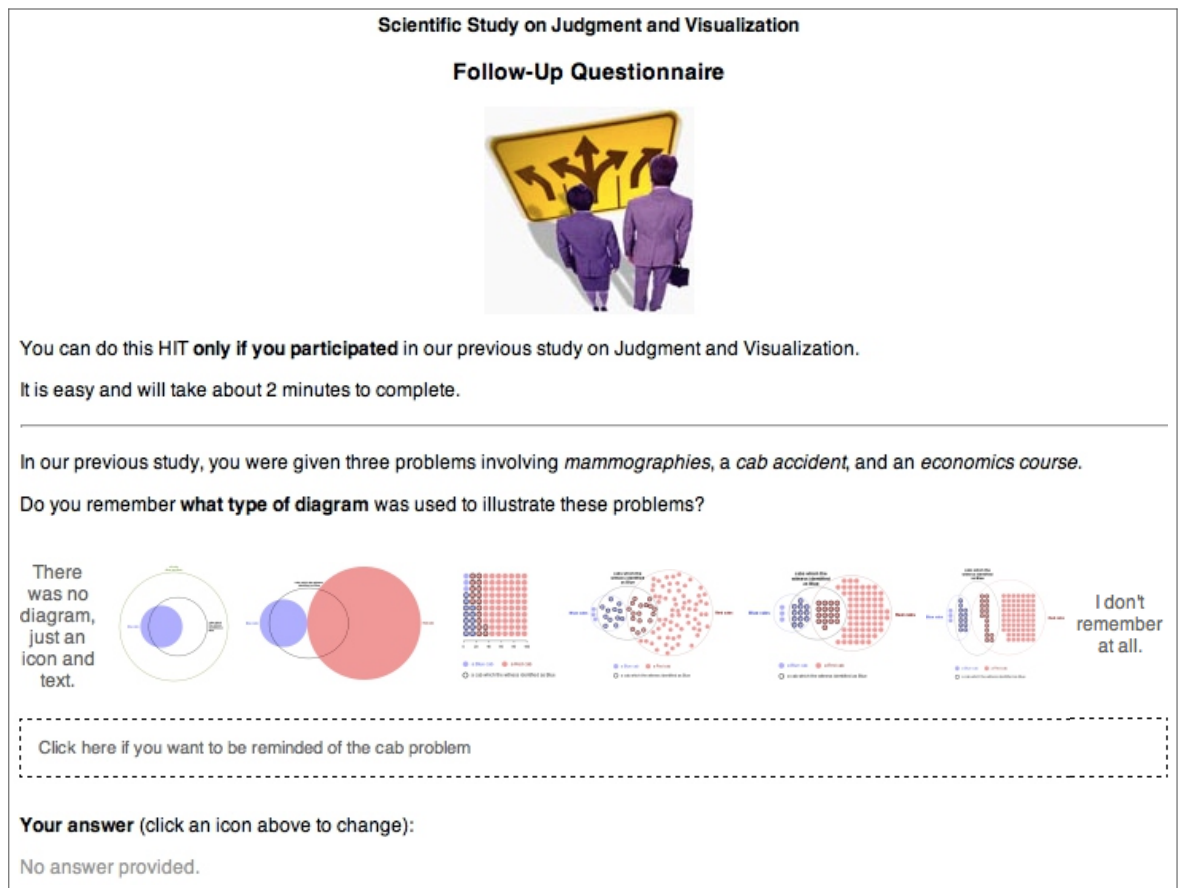 Scientific Study on Judgment and Visualization
Follow-Up Questionnaire
You can do this HIT only if you participated in our previous study on Judgment and Visualization.
It is easy and will take about 2 minutes to complete.
In our previous study, you were given three problems involving mammographies, a cab accident, and an economics course.
Do you remember what type of diagram was used to illustrate these problems?
There
was no
diagram,
just an
icon and
text.
I don't
remember
at all.
Click here if you want to be reminded of the cab problem
Your answer (click an icon above to change):
No answer provided.